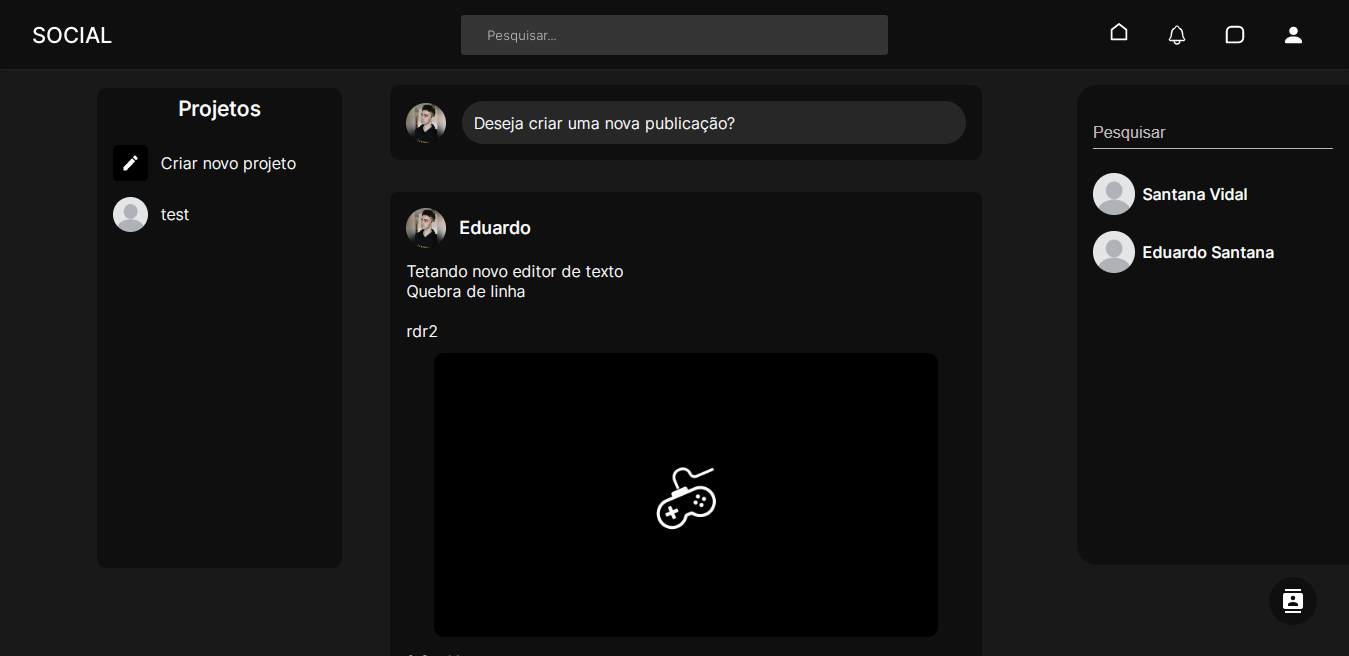 SOCIAL
Pesquisar...
Projetos
Criar novo projeto
test
Deseja criar uma nova publicação?
Eduardo
Tetando novo editor de texto
Quebra de linha
rdr2
Pesquisar
Santana Vidal
Eduardo Santana